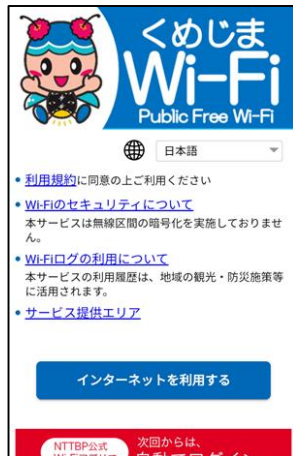 くめじま
Wi-Fi
Public Free Wi-Fi
日本語
利用規約に同意の上ご利用ください
Wi-Fiのセキュリティについて
本サービスは無線区間の暗号化を実施しておりませ
ん。
Wi-Fiログの利用について
本サービスの利用履歴は、地域の観光・防災施策等
に活用されます。
サービス提供エリア
インターネットを利用する
NTTBP公式
次回からは、